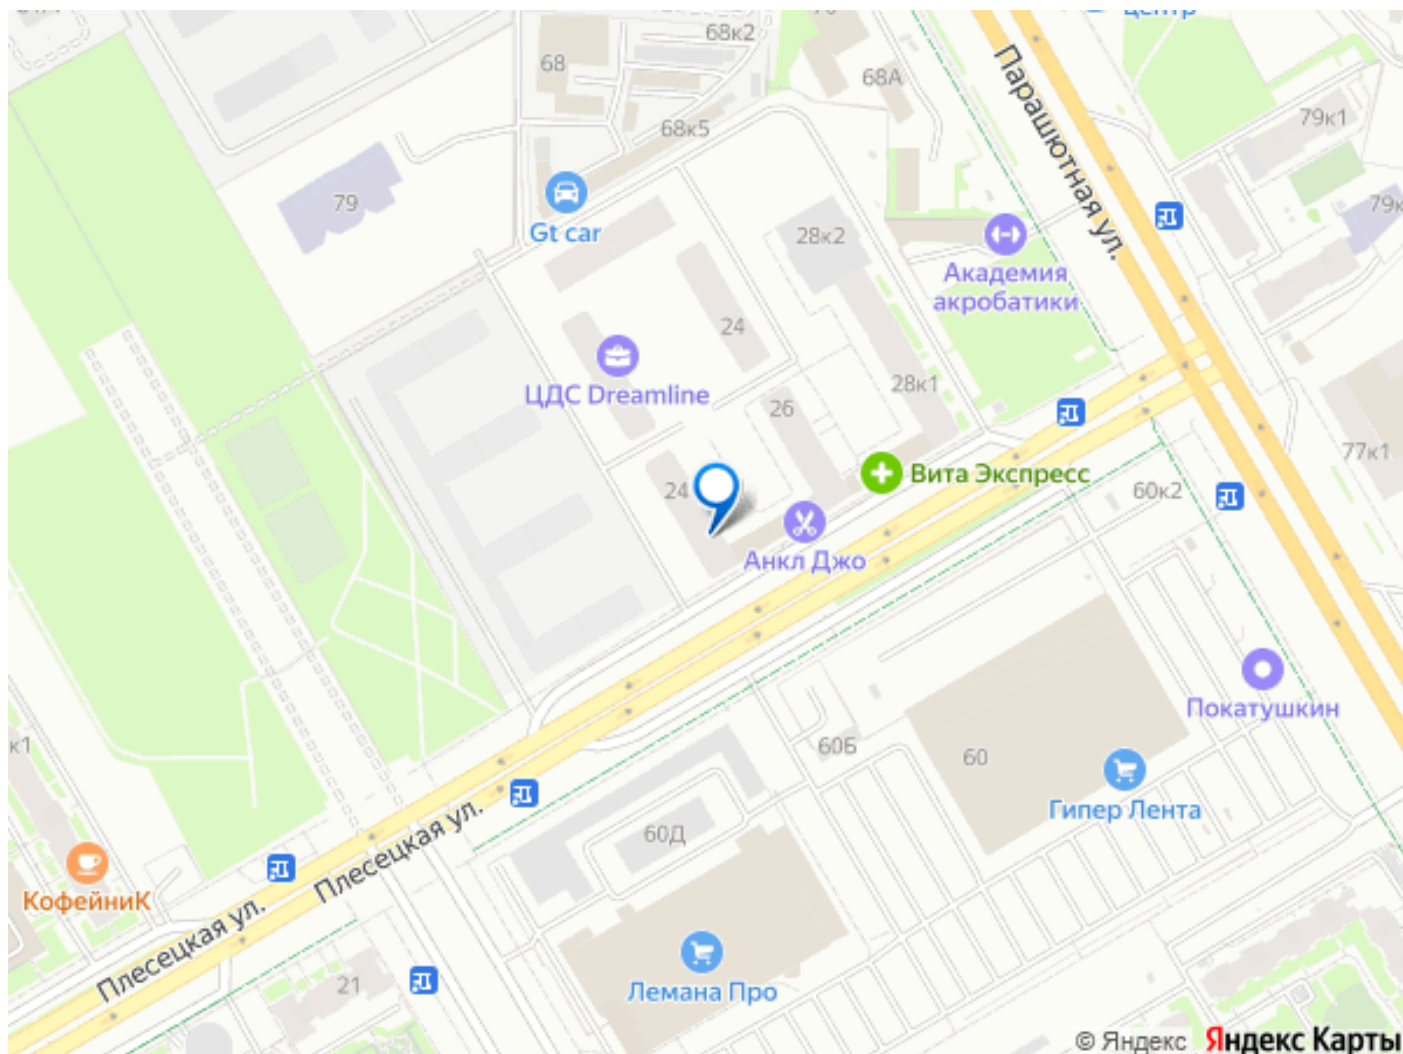 68к2
центр
68
68А
Парашютная ул.
79к1
68к5
79
79к
Gt car
28к2
Академия
акробатики
24
ЦДС Dreamline
28к1
26
77к1
Вита Экспресс
24
60к2
Анкл Джо
Покатушкин
к1
60Б
60
Гипер Лента
60Д
Плесецкая ул.
КофейниК
Плесецкая ул.
21
Лемана Про
© Яндекс Яндекс Карты